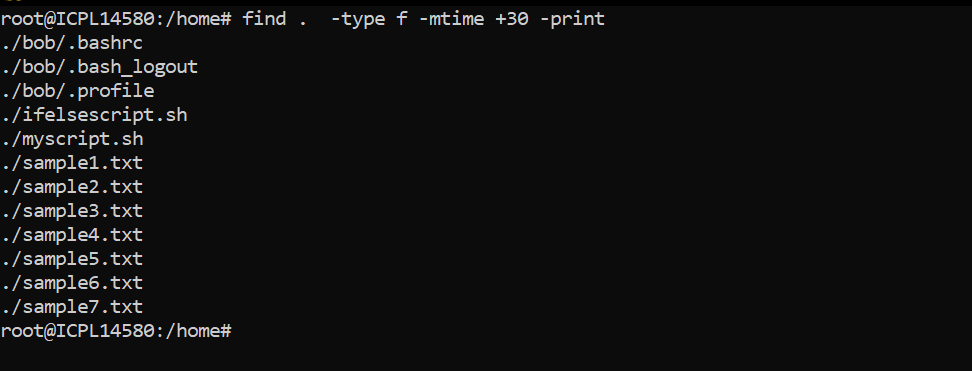 root@ICPL14580:/home# find .  -type f -mtime +30 -print
./bob/.bashrc
./bob/.bash_logout
./bob/.profile
./ifelsescript.sh
./myscript.sh
./sample1.txt
./sample2.txt
./sample3.txt
./sample4.txt
./sample5.txt
./sample6.txt
./sample7.txt
root@ICPL14580:/home#